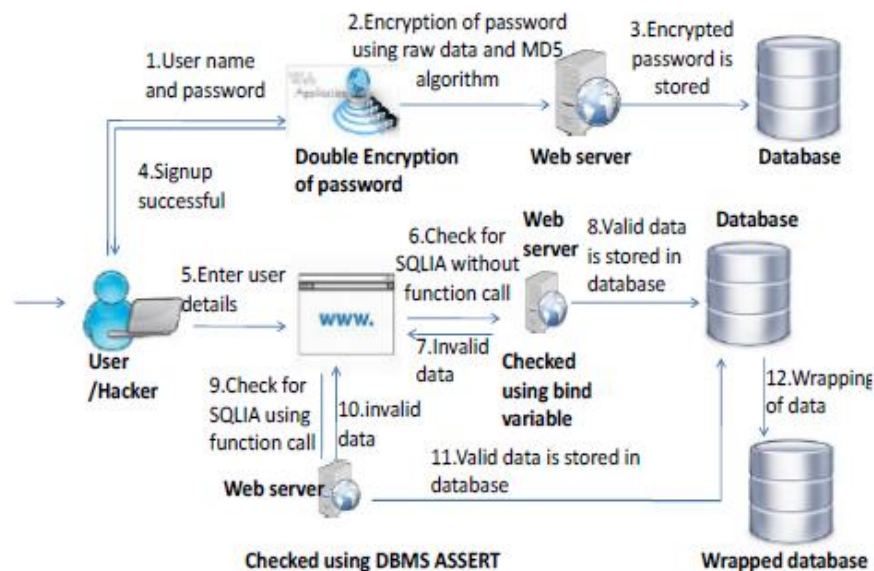 1.User name
and password
2.Encryption of password
using raw data and MD5
algorithm
3.Encrypted
password is
stored
Double Encryption
of password
Web server
Database
4.Signup
successful
5.Enter user
details
User
/Hacker
www.
6.Check for
SQLIA without
function call
7.Invalid
data
Web
server
Checked
using bind
variable
8.Valid data
is stored in
database
Database
9.Check for
SQLIA using
function call
10.invalid
data
Web server
11.Valid data is stored in
database
12.Wrapping
of data
Checked using DBMS ASSERT
Wrapped database